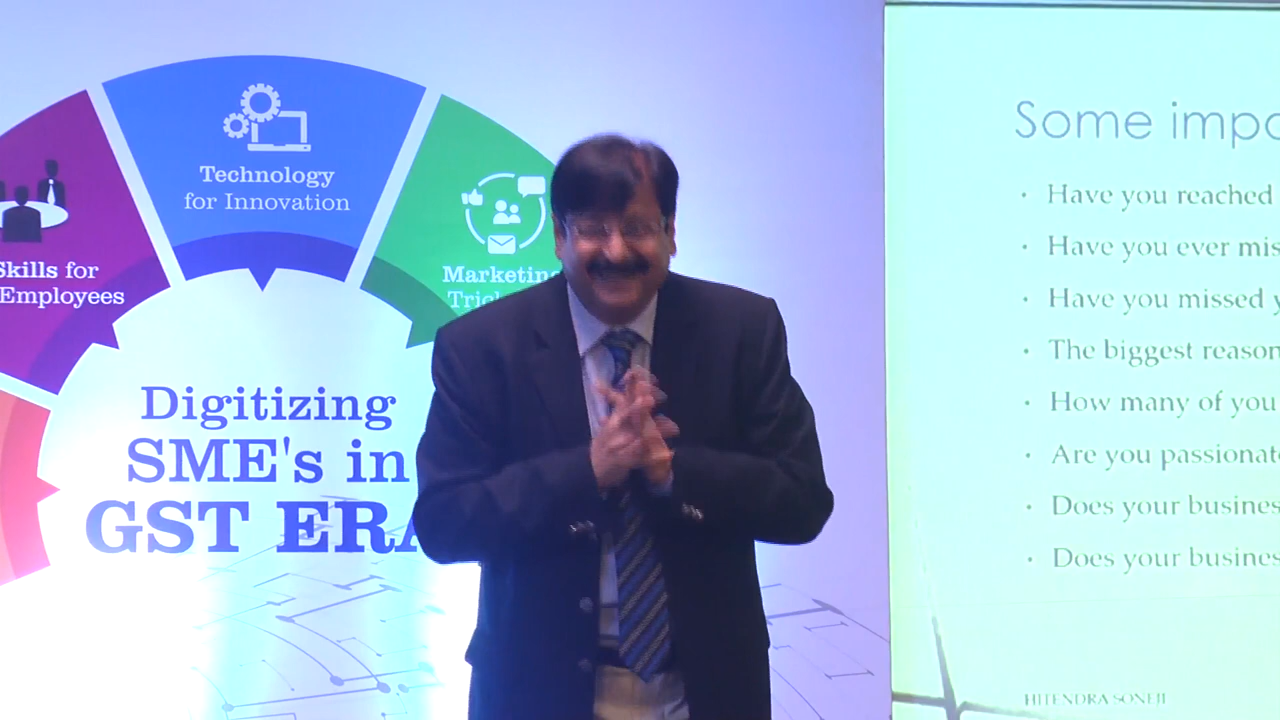 Technology
for Innovation
Skills for
Employees
Marketing
Digitizing
SME's in
GST ERA
Some impo
Have you reached
Have you ever mis
Have you missed y
The biggest reason
How many of you
Are you passionate
Does your busines
Does your busines
HITENDRA SONEJI